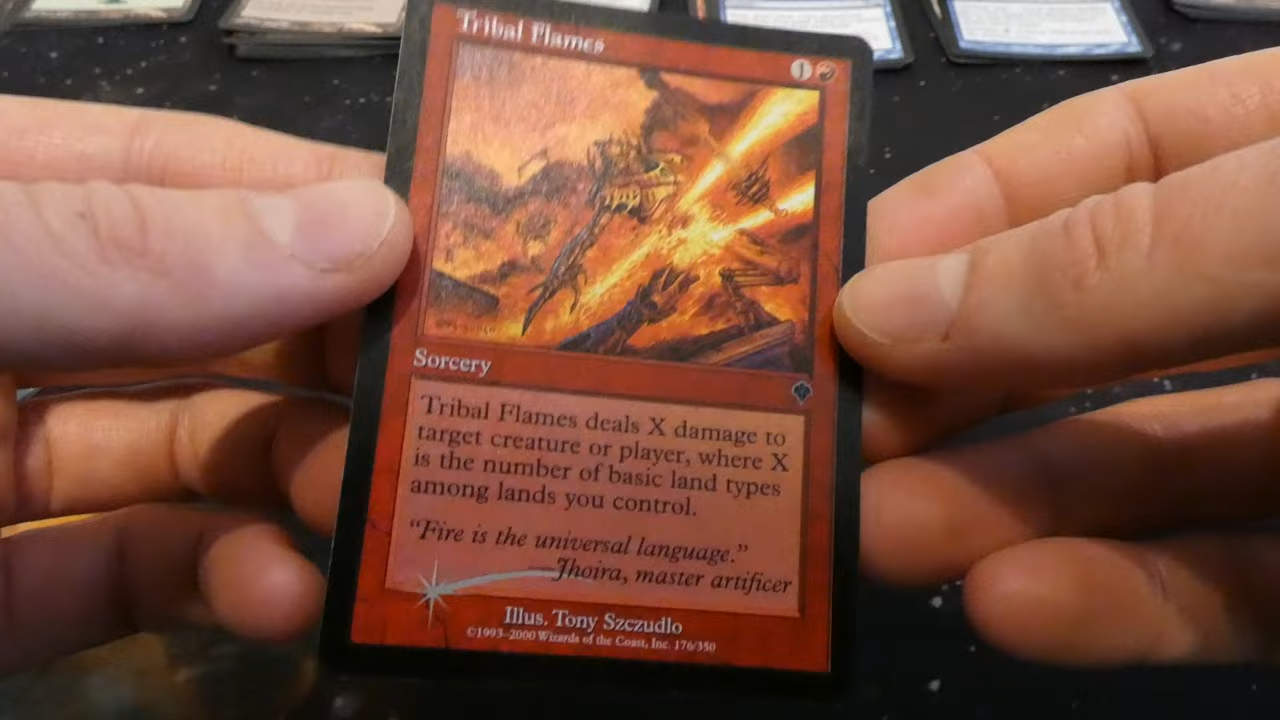 Tribal Flames
1
Sorcery
Tribal Flames deals X damage to
target creature or player, where X
is the number of basic land types
among lands you control.
“Fire is the universal language.”
—Jhoira, master artificer
Illus. Tony Szczudlo
©1993–2000 Wizards of the Coast, Inc. 176/350